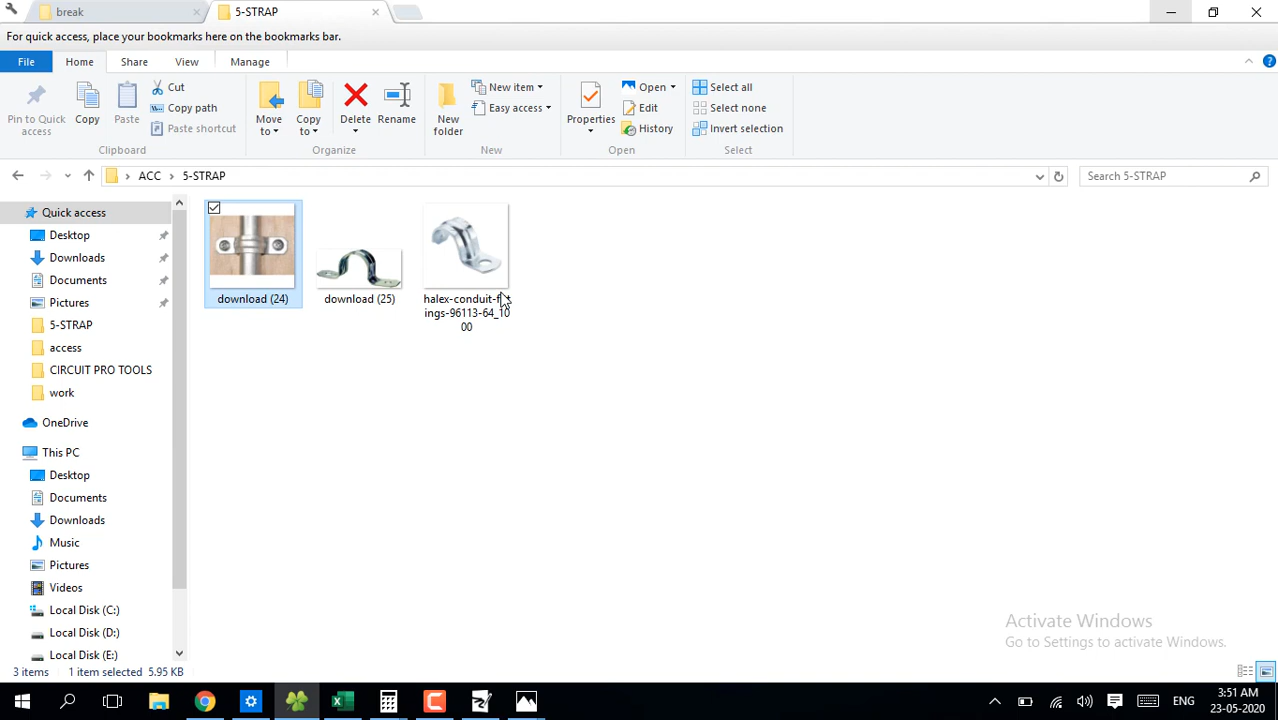 break
5-STRAP
For quick access, place your bookmarks here on the bookmarks bar.
File Home Share View Manage
Pin to Quick access
Copy
Paste
Cut
Copy path
Paste shortcut
Clipboard
Move to
Copy to
Delete
Rename
Organize
New folder
New item
Easy access
New
Properties
Open
Edit
History
Open
Select all
Select none
Invert selection
Select
ACC 5-STRAP
Search 5-STRAP
Quick access
Desktop
Downloads
Documents
Pictures
5-STRAP
access
CIRCUIT PRO TOOLS
work
OneDrive
This PC
Desktop
Documents
Downloads
Music
Pictures
Videos
Local Disk (C:)
Local Disk (D:)
Local Disk (E:)
download (24)
download (25)
halex-conduit-fitt
ings-96113-64_10
00
Activate Windows
Go to Settings to activate Windows.
3 items 1 item selected 5.95 KB
ENG
3:51 AM
23-05-2020